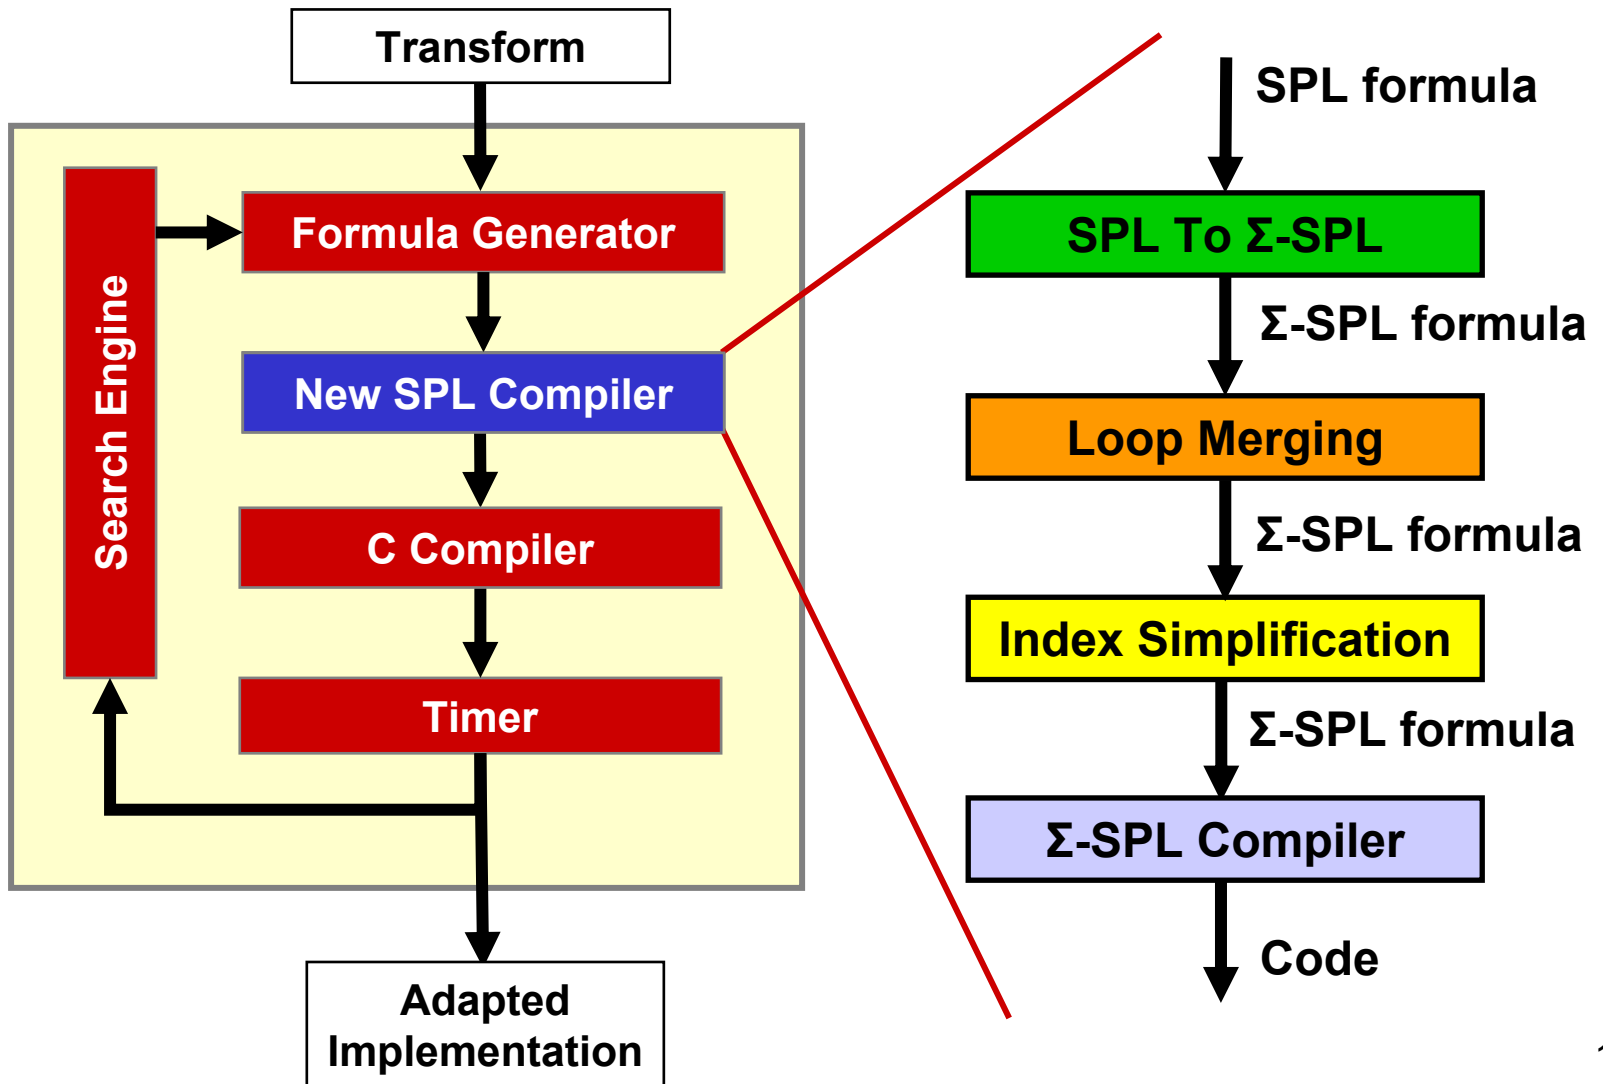 Transform
Formula Generator
Search Engine
New SPL Compiler
C Compiler
Timer
Adapted
Implementation
SPL formula
SPL To Σ-SPL
Σ-SPL formula
Loop Merging
Σ-SPL formula
Index Simplification
Σ-SPL formula
Σ-SPL Compiler
Code